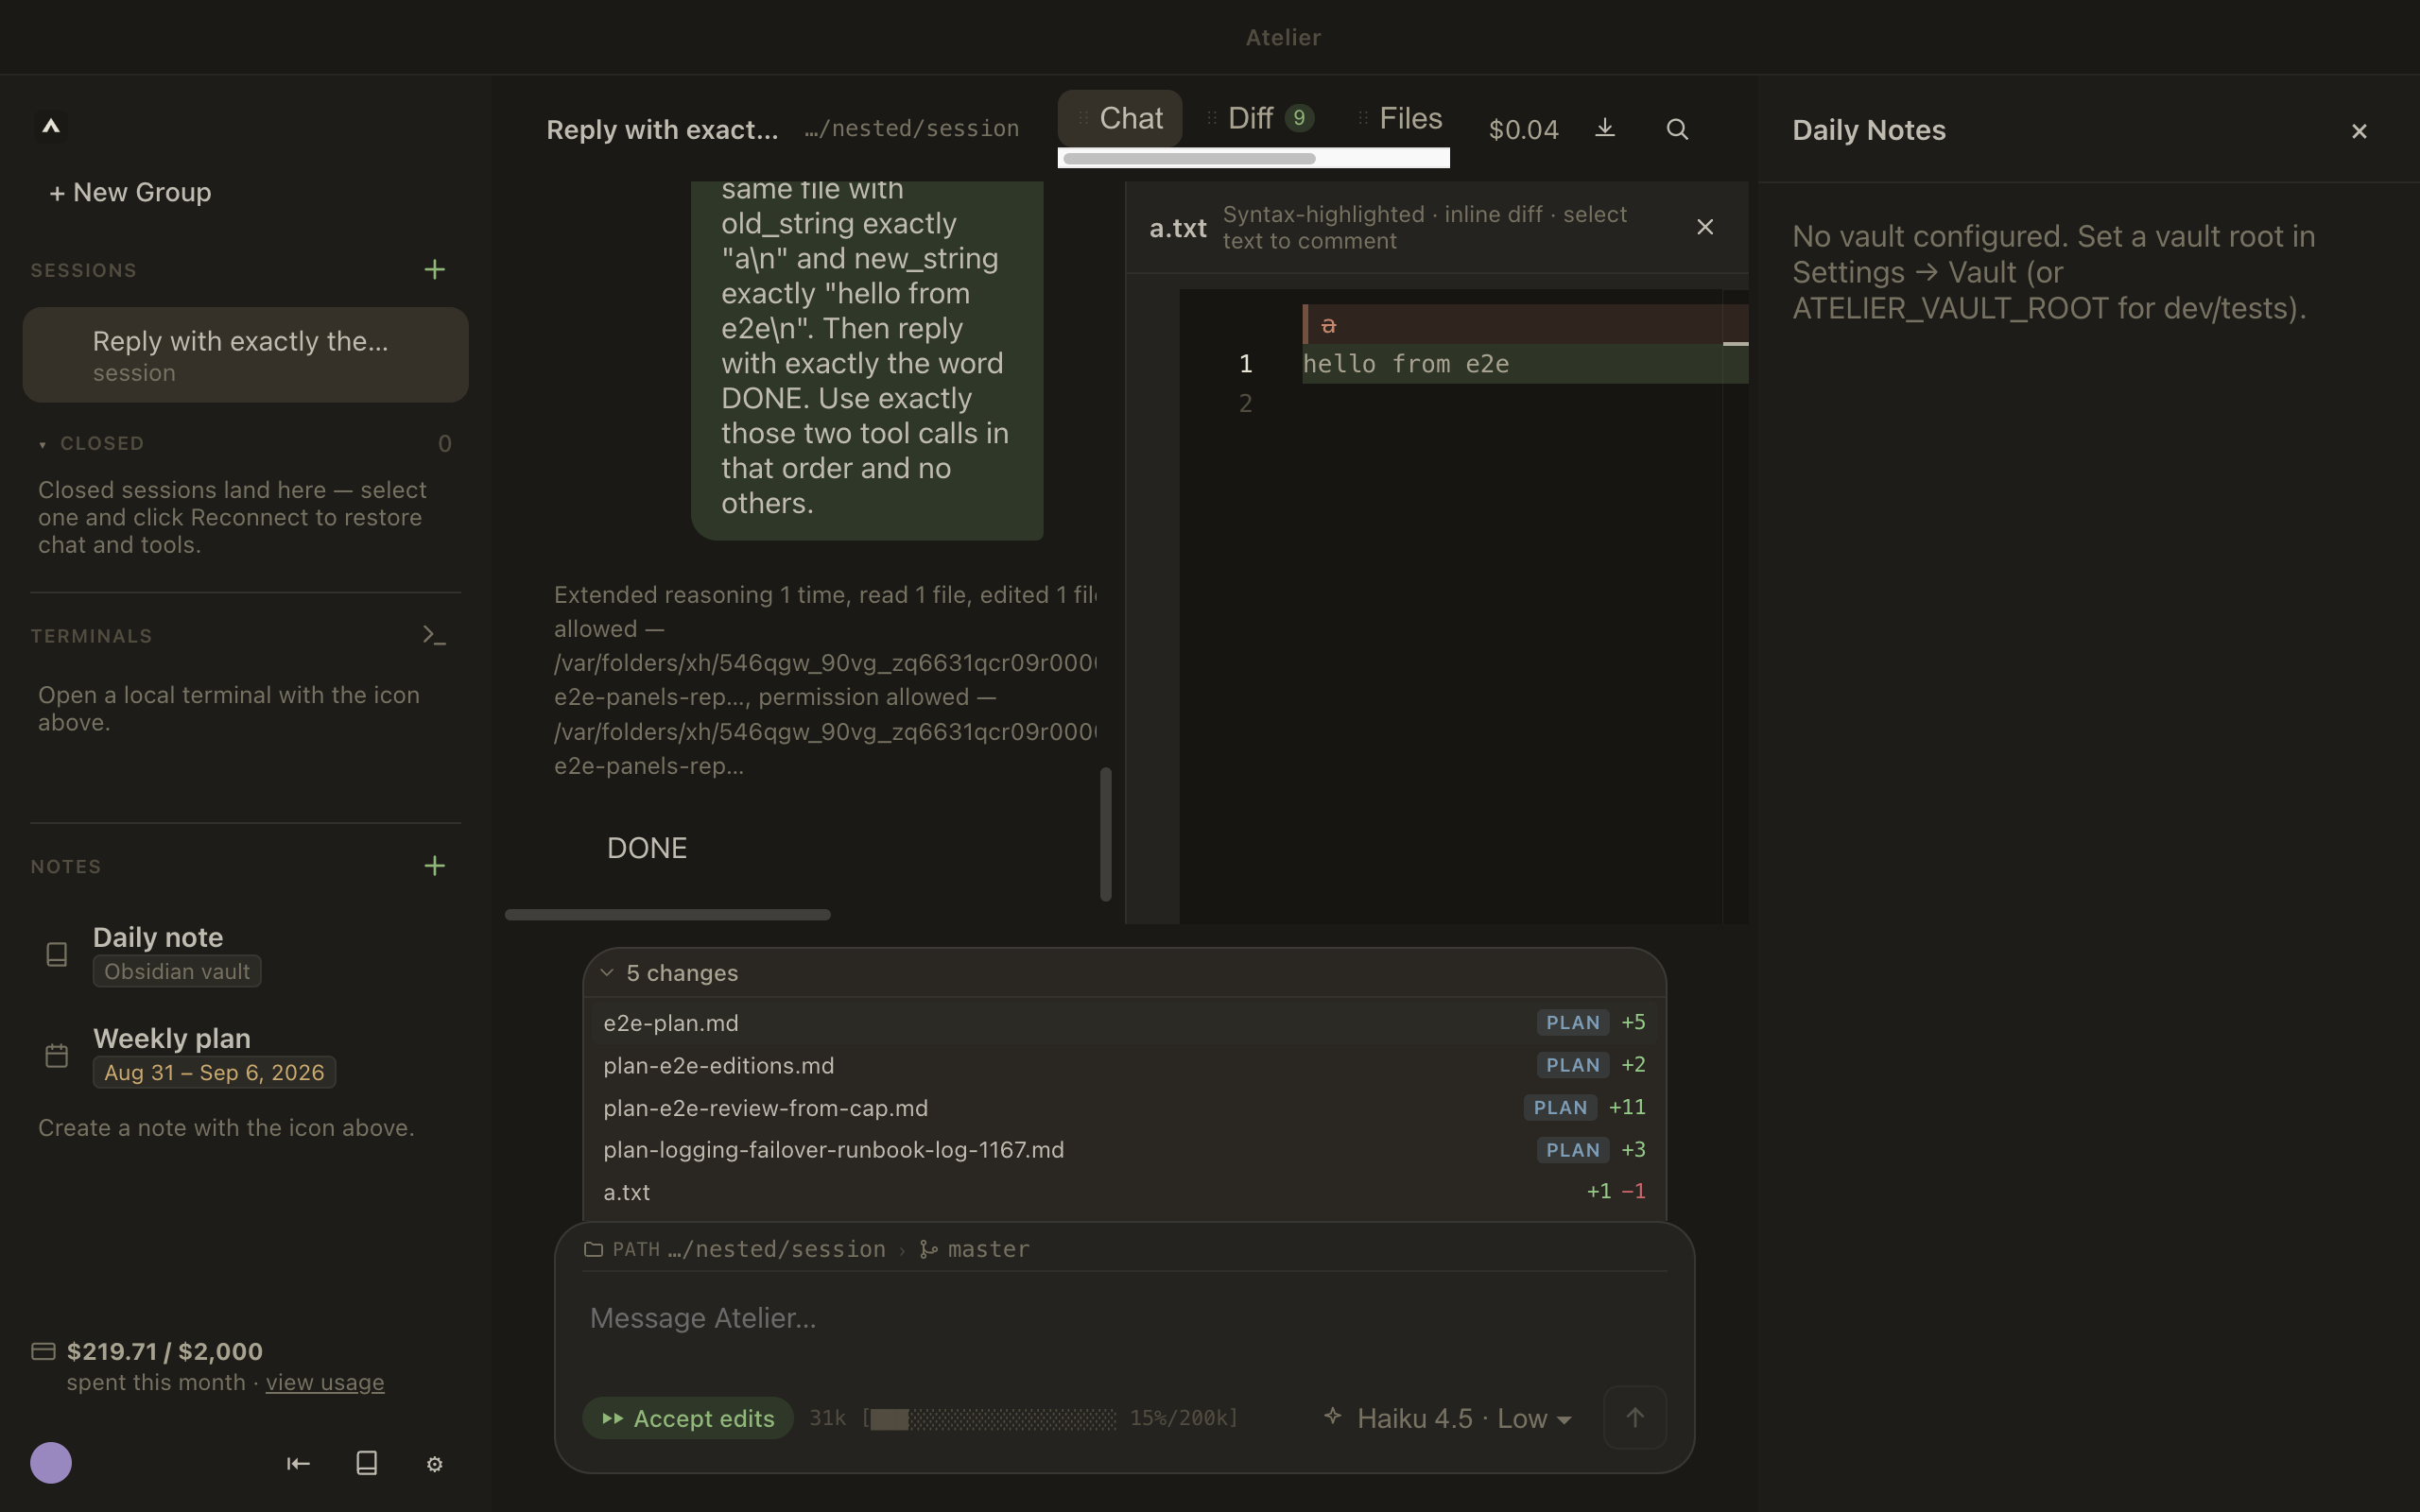 Atelier
+ New Group
SESSIONS
Reply with exactly the...
session
CLOSED 0
Closed sessions land here — select
one and click Reconnect to restore
chat and tools.
TERMINALS
Open a local terminal with the icon
above.
NOTES
Daily note
Obsidian vault
Weekly plan
Aug 31 – Sep 6, 2026
Create a note with the icon above.
$219.71 / $2,000
spent this month · view usage
Reply with exact... …/nested/session
Chat Diff 9 Files $0.04
same file with
old_string exactly
"a\n" and new_string
exactly "hello from
e2e\n". Then reply
with exactly the word
DONE. Use exactly
those two tool calls in
that order and no
others.
Extended reasoning 1 time, read 1 file, edited 1
allowed —
/var/folders/xh/546qgw_90vg_zq6631qcr09r000
e2e-panels-rep…, permission allowed —
/var/folders/xh/546qgw_90vg_zq6631qcr09r000
e2e-panels-rep…
DONE
a.txt
Syntax-highlighted · inline diff · select
text to comment
a
1 hello from e2e
2
5 changes
e2e-plan.md PLAN +5
plan-e2e-editions.md PLAN +2
plan-e2e-review-from-cap.md PLAN +11
plan-logging-failover-runbook-log-1167.md PLAN +3
a.txt +1 −1
PATH …/nested/session › master
Message Atelier…
Accept edits 31k [ 15%/200k] Haiku 4.5 · Low
Daily Notes
No vault configured. Set a vault root in
Settings → Vault (or
ATELIER_VAULT_ROOT for dev/tests).